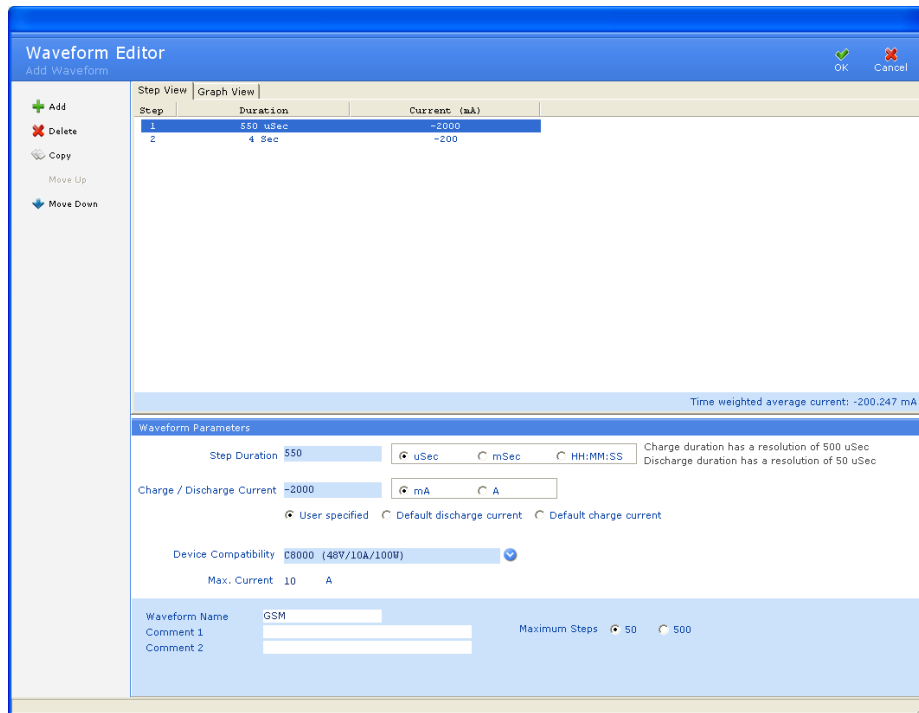 Waveform Editor
Add Waveform
OK
Cancel
Add
Delete
Copy
Move Up
Move Down
Step View Graph View
Step Duration Current (mA)
1 550 uSec -2000
2 4 Sec -200
Time weighted average current: -200.247 mA
Waveform Parameters
Step Duration 550 uSec mSec HH:MM:SS
Charge duration has a resolution of 500 uSec
Discharge duration has a resolution of 50 uSec
Charge / Discharge Current -2000 mA A
User specified Default discharge current Default charge current
Device Compatibility C8000 (48V/10A/100W)
Max. Current 10 A
Waveform Name GSM
Comment 1
Comment 2
Maximum Steps 50 500